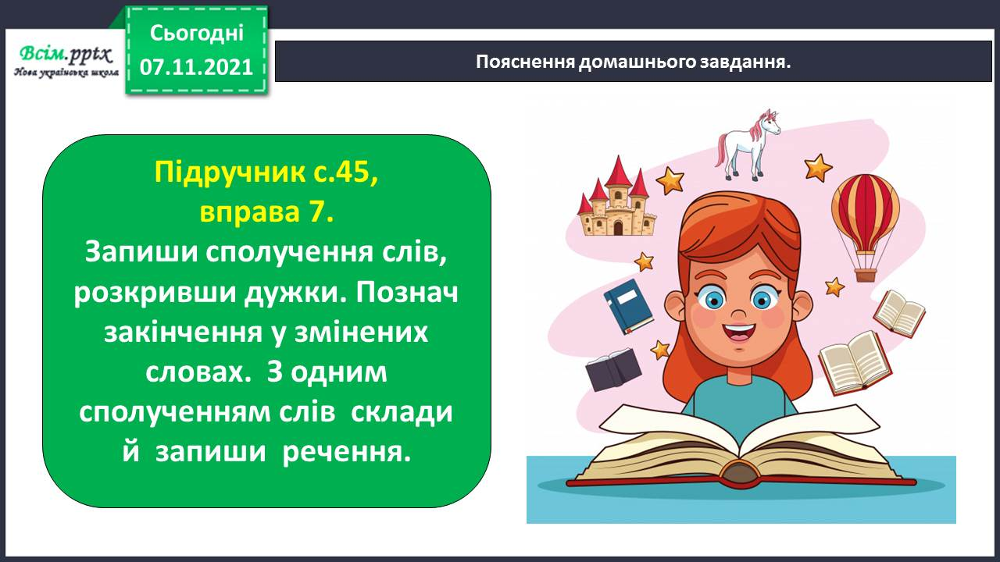 Всім.pptx
Нова українська школа
Сьогодні
07.11.2021
Пояснення домашнього завдання.
Підручник с.45,
вправа 7.
Запиши сполучення слів,
розкривши дужки. Познач
закінчення у змінених
словах. З одним
сполученням слів склади
й запиши речення.